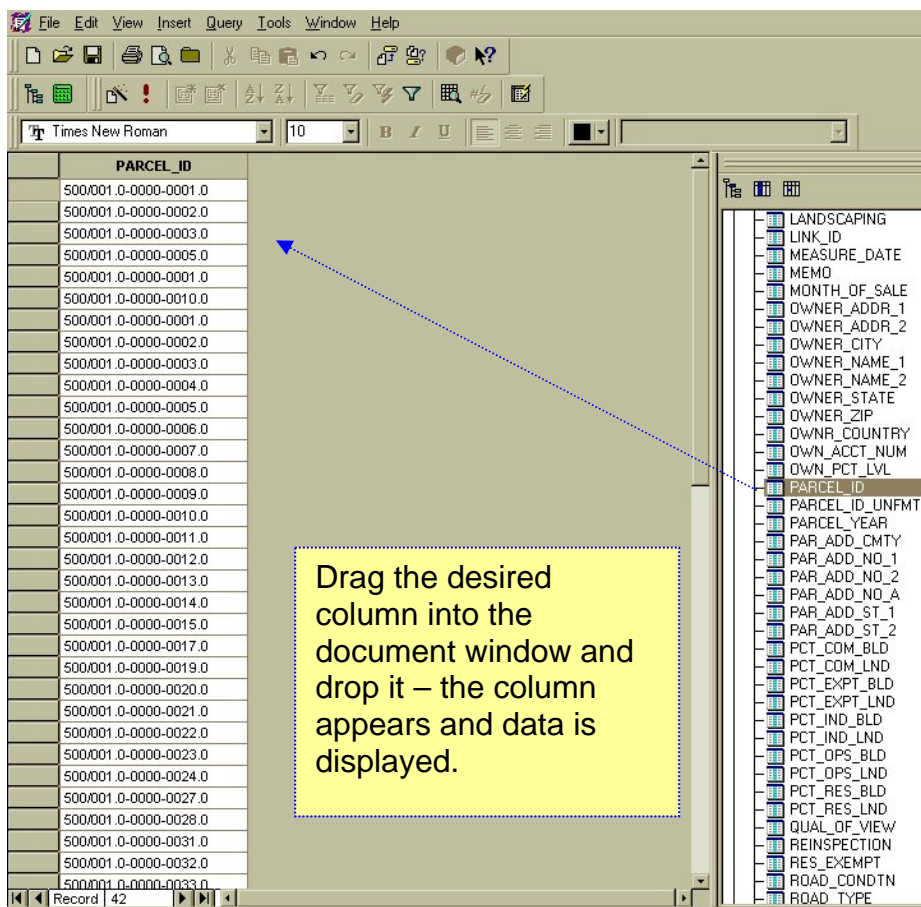 File Edit View Insert Query Tools Window Help
Times New Roman 10 B I U
PARCEL_ID
500/001.0-0000-0001.0
500/001.0-0000-0002.0
500/001.0-0000-0003.0
500/001.0-0000-0005.0
500/001.0-0000-0001.0
500/001.0-0000-0010.0
500/001.0-0000-0001.0
500/001.0-0000-0002.0
500/001.0-0000-0003.0
500/001.0-0000-0004.0
500/001.0-0000-0005.0
500/001.0-0000-0006.0
500/001.0-0000-0007.0
500/001.0-0000-0008.0
500/001.0-0000-0009.0
500/001.0-0000-0010.0
500/001.0-0000-0011.0
500/001.0-0000-0012.0
500/001.0-0000-0013.0
500/001.0-0000-0014.0
500/001.0-0000-0015.0
500/001.0-0000-0017.0
500/001.0-0000-0019.0
500/001.0-0000-0020.0
500/001.0-0000-0021.0
500/001.0-0000-0022.0
500/001.0-0000-0023.0
500/001.0-0000-0024.0
500/001.0-0000-0027.0
500/001.0-0000-0028.0
500/001.0-0000-0031.0
500/001.0-0000-0032.0
500/001.0-0000-0033.0
Record 42
Drag the desired
column into the
document window and
drop it – the column
appears and data is
displayed.
LANDSCAPING
LINK_ID
MEASURE_DATE
MEMO
MONTH_OF_SALE
OWNER_ADDR_1
OWNER_ADDR_2
OWNER_CITY
OWNER_NAME_1
OWNER_NAME_2
OWNER_STATE
OWNER_ZIP
OWNR_COUNTRY
OWN_ACCT_NUM
OWN_PCT_LVL
PARCEL_ID
PARCEL_ID_UNFMT
PARCEL_YEAR
PAR_ADD_CMTY
PAR_ADD_NO_1
PAR_ADD_NO_2
PAR_ADD_NO_A
PAR_ADD_ST_1
PAR_ADD_ST_2
PCT_COM_BLD
PCT_COM_LND
PCT_EXPT_BLD
PCT_EXPT_LND
PCT_IND_BLD
PCT_IND_LND
PCT_OPS_BLD
PCT_OPS_LND
PCT_RES_BLD
PCT_RES_LND
QUAL_OF_VIEW
REINSPECTION
RES_EXEMPT
ROAD_CONDTN
ROAD_TYPE